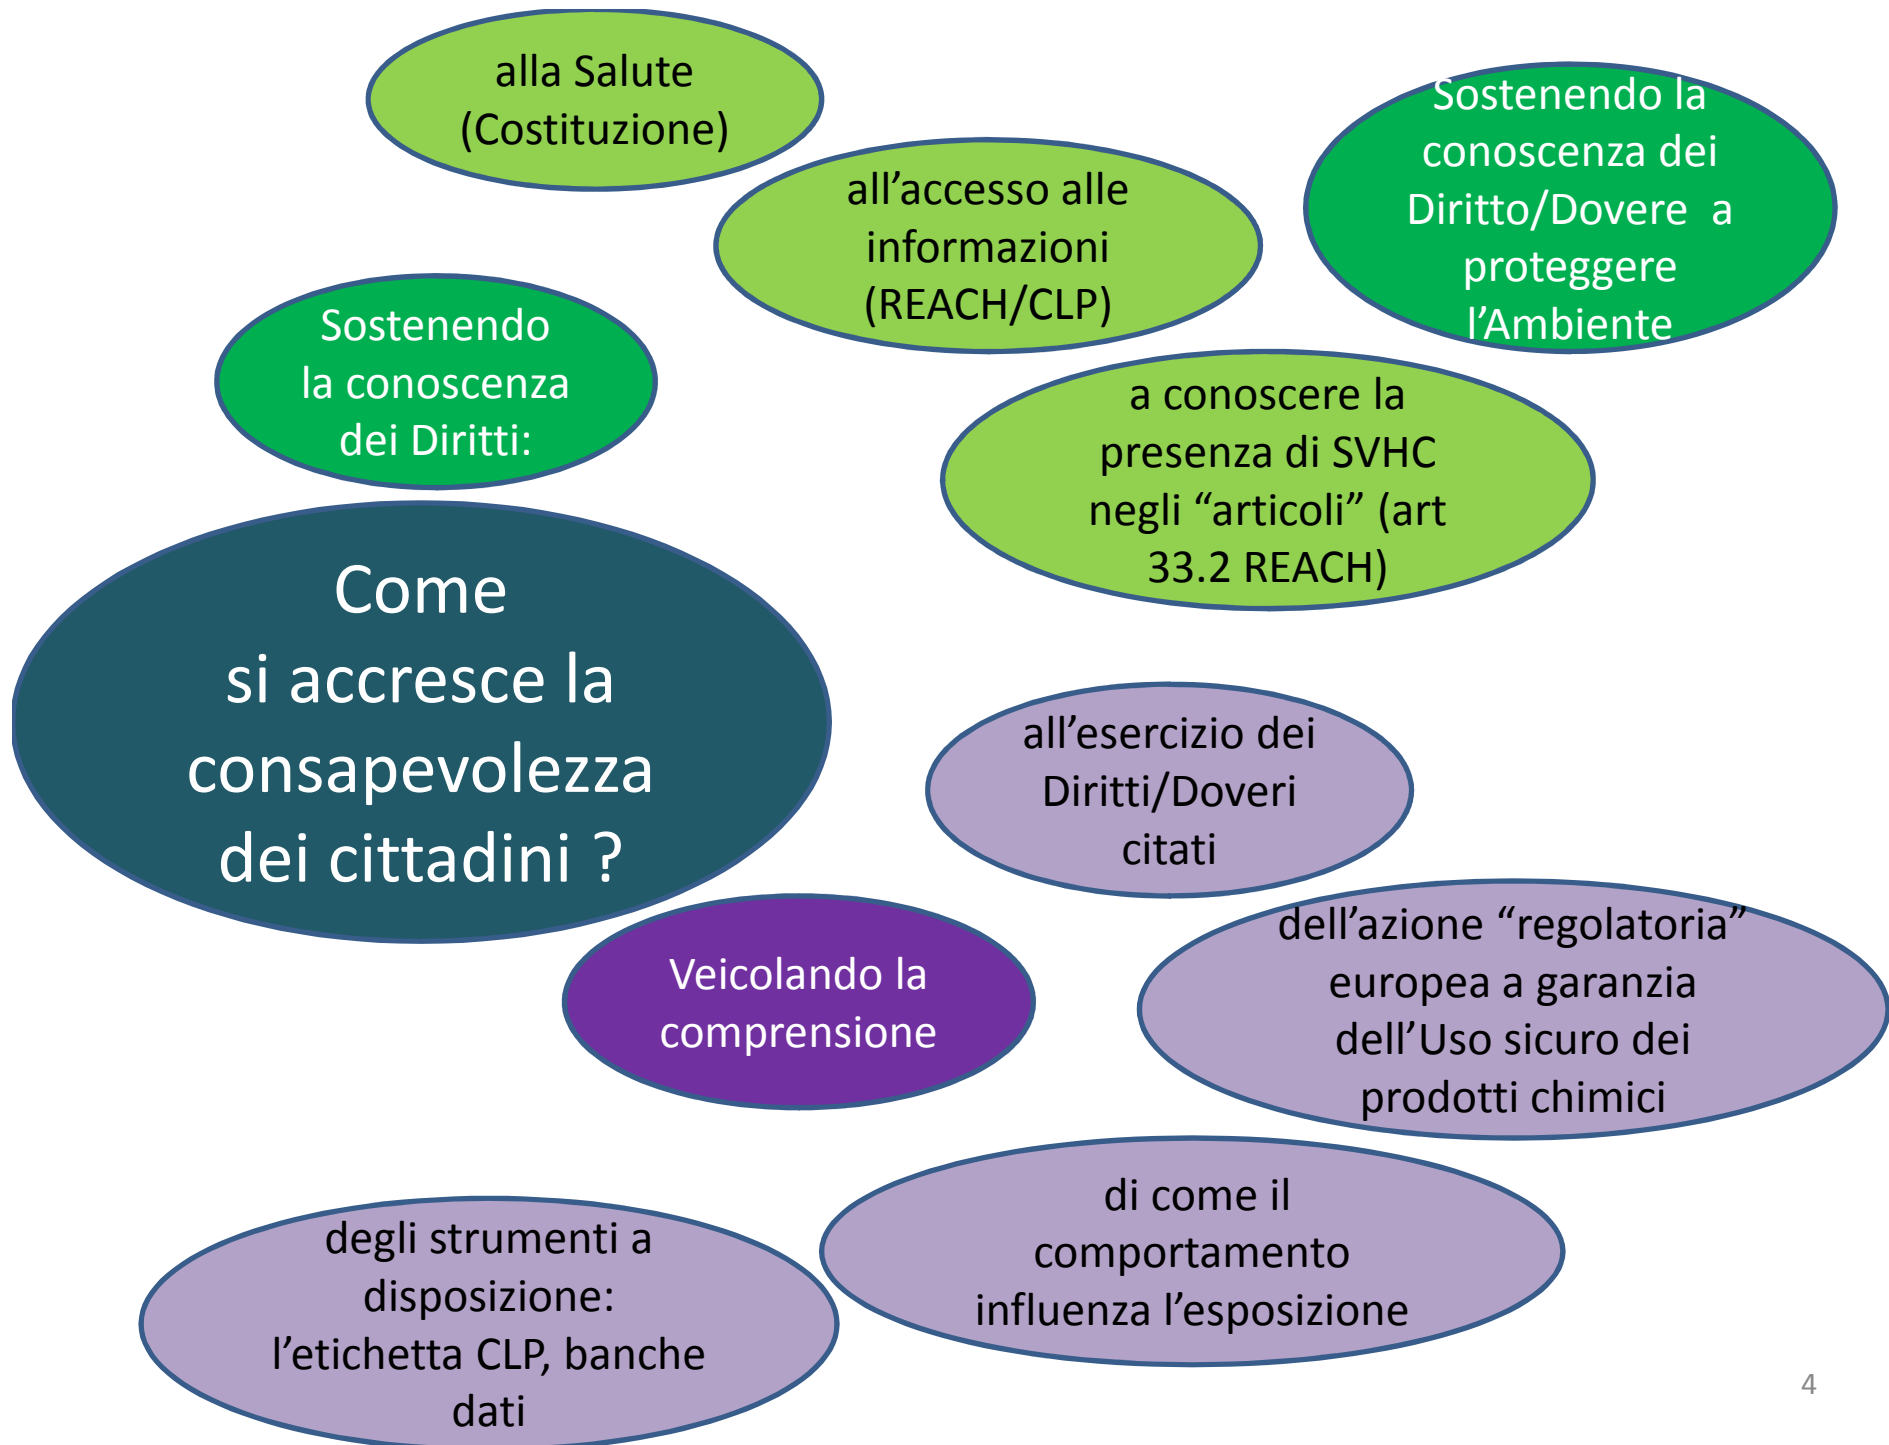 alla Salute
(Costituzione)
all’accesso alle
informazioni
(REACH/CLP)
Sostenendo la
conoscenza dei
Diritto/Dovere  a
proteggere
l’Ambiente
Sostenendo
la conoscenza
dei Diritti:
a conoscere la
presenza di SVHC
negli “articoli” (art
33.2 REACH)
Come
si accresce la
consapevolezza
dei cittadini ?
all’esercizio dei
Diritti/Doveri
citati
Veicolando la
comprensione
dell’azione “regolatoria”
europea a garanzia
dell’Uso sicuro dei
prodotti chimici
di come il
comportamento
influenza l’esposizione
degli strumenti a
disposizione:
l’etichetta CLP, banche
dati
4